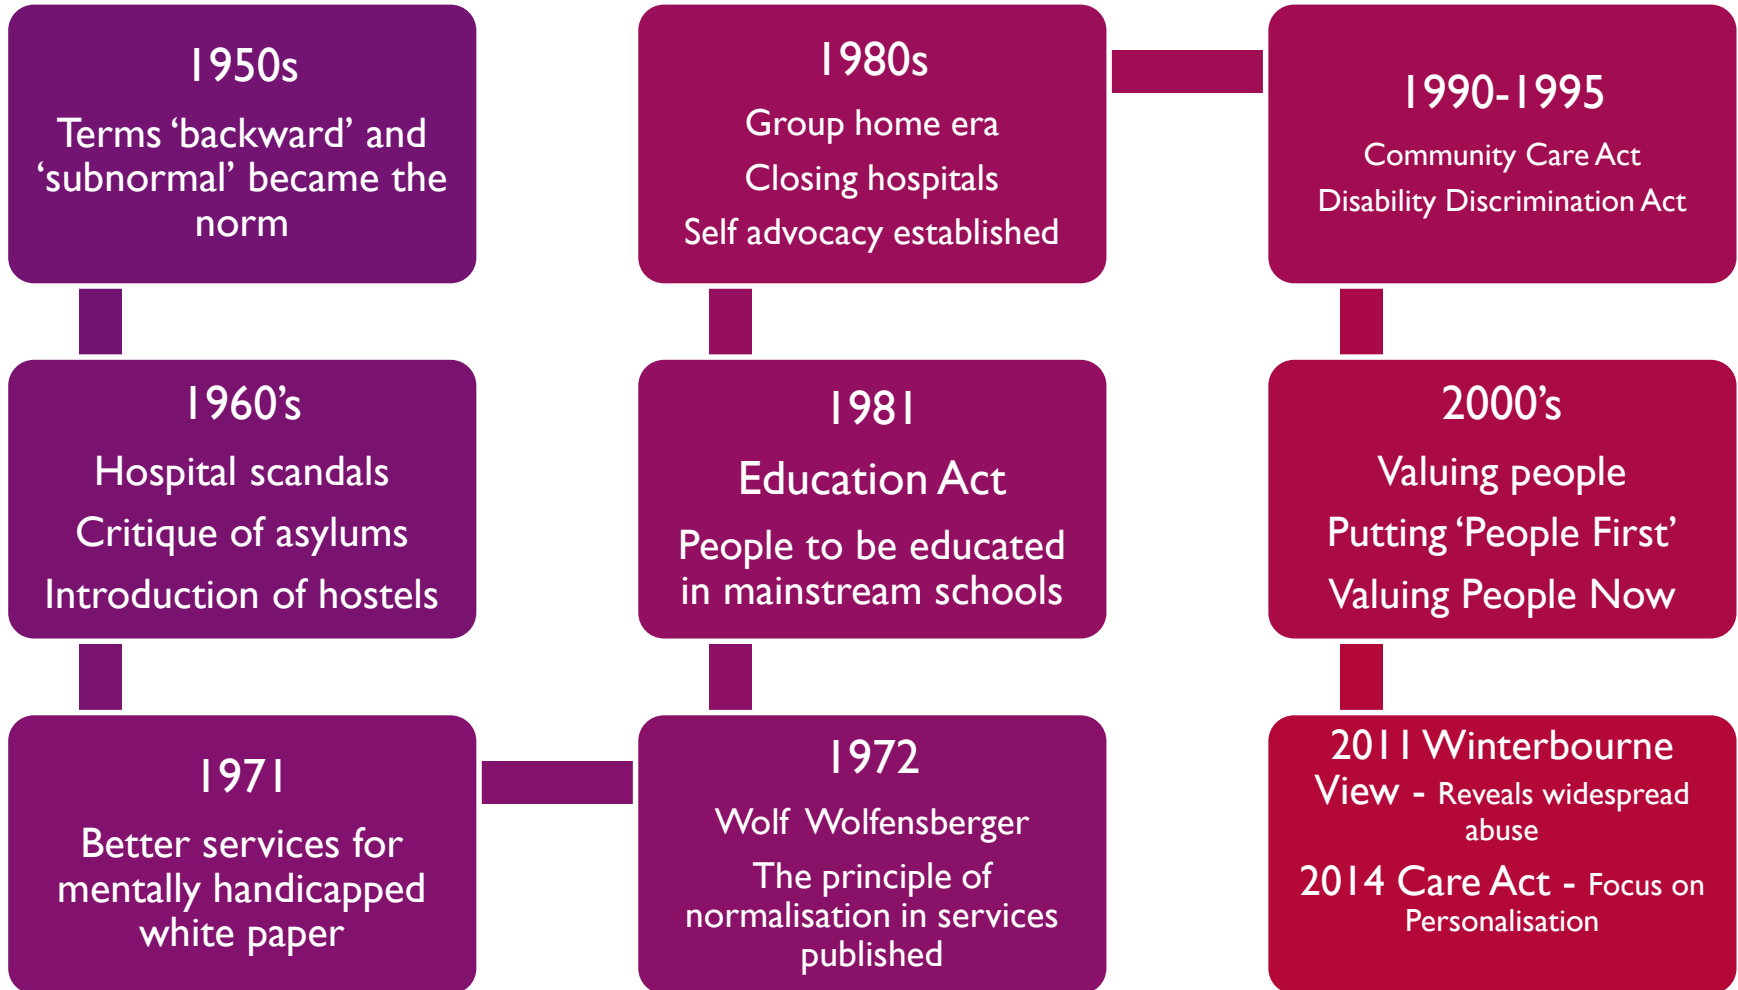 1950s
Terms ‘backward’ and
‘subnormal’ became the
norm
1960’s
Hospital scandals
Critique of asylums
Introduction of hostels
1971
Better services for
mentally handicapped
white paper
1972
Wolf Wolfensberger
The principle of
normalisation in services
published
1981
Education Act
People to be educated
in mainstream schools
1980s
Group home era
Closing hospitals
Self advocacy established
1990-1995
Community Care Act
Disability Discrimination Act
2000’s
Valuing people
Putting ‘People First’
Valuing People Now
2011 Winterbourne
View - Reveals widespread
abuse
2014 Care Act - Focus on
Personalisation